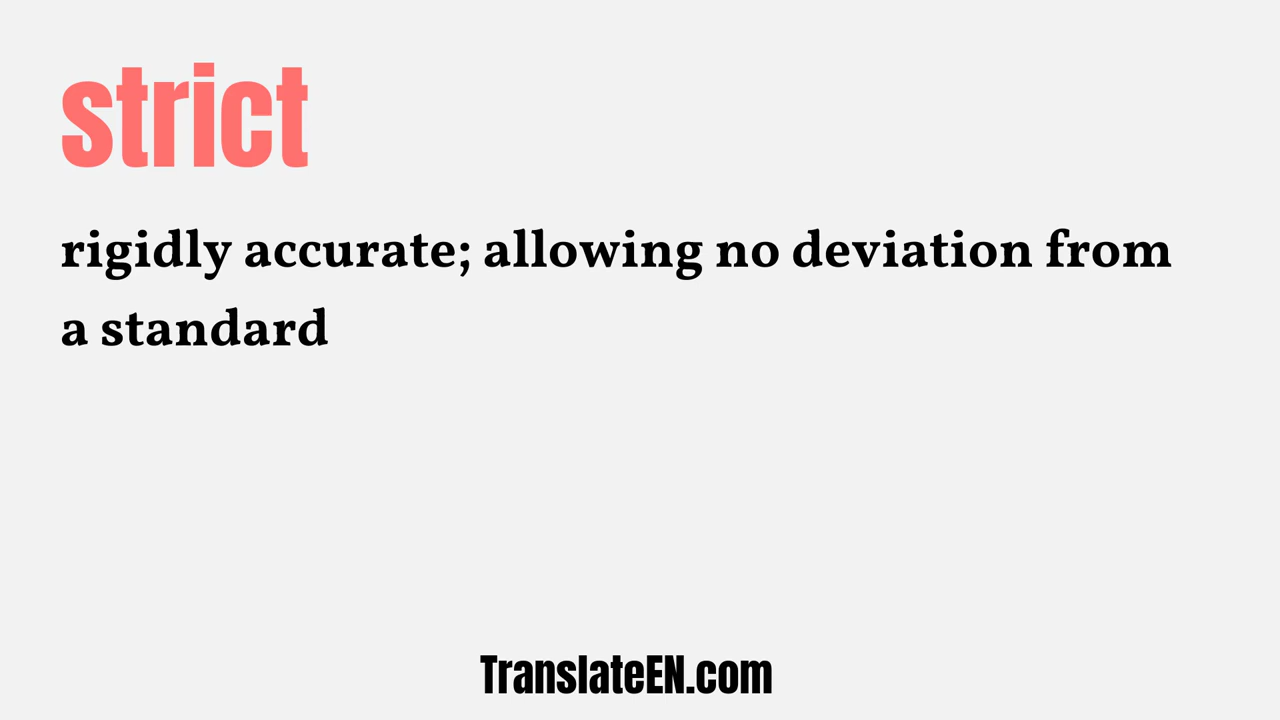 strict
rigidly accurate; allowing no deviation from
a standard
TranslateEN.com